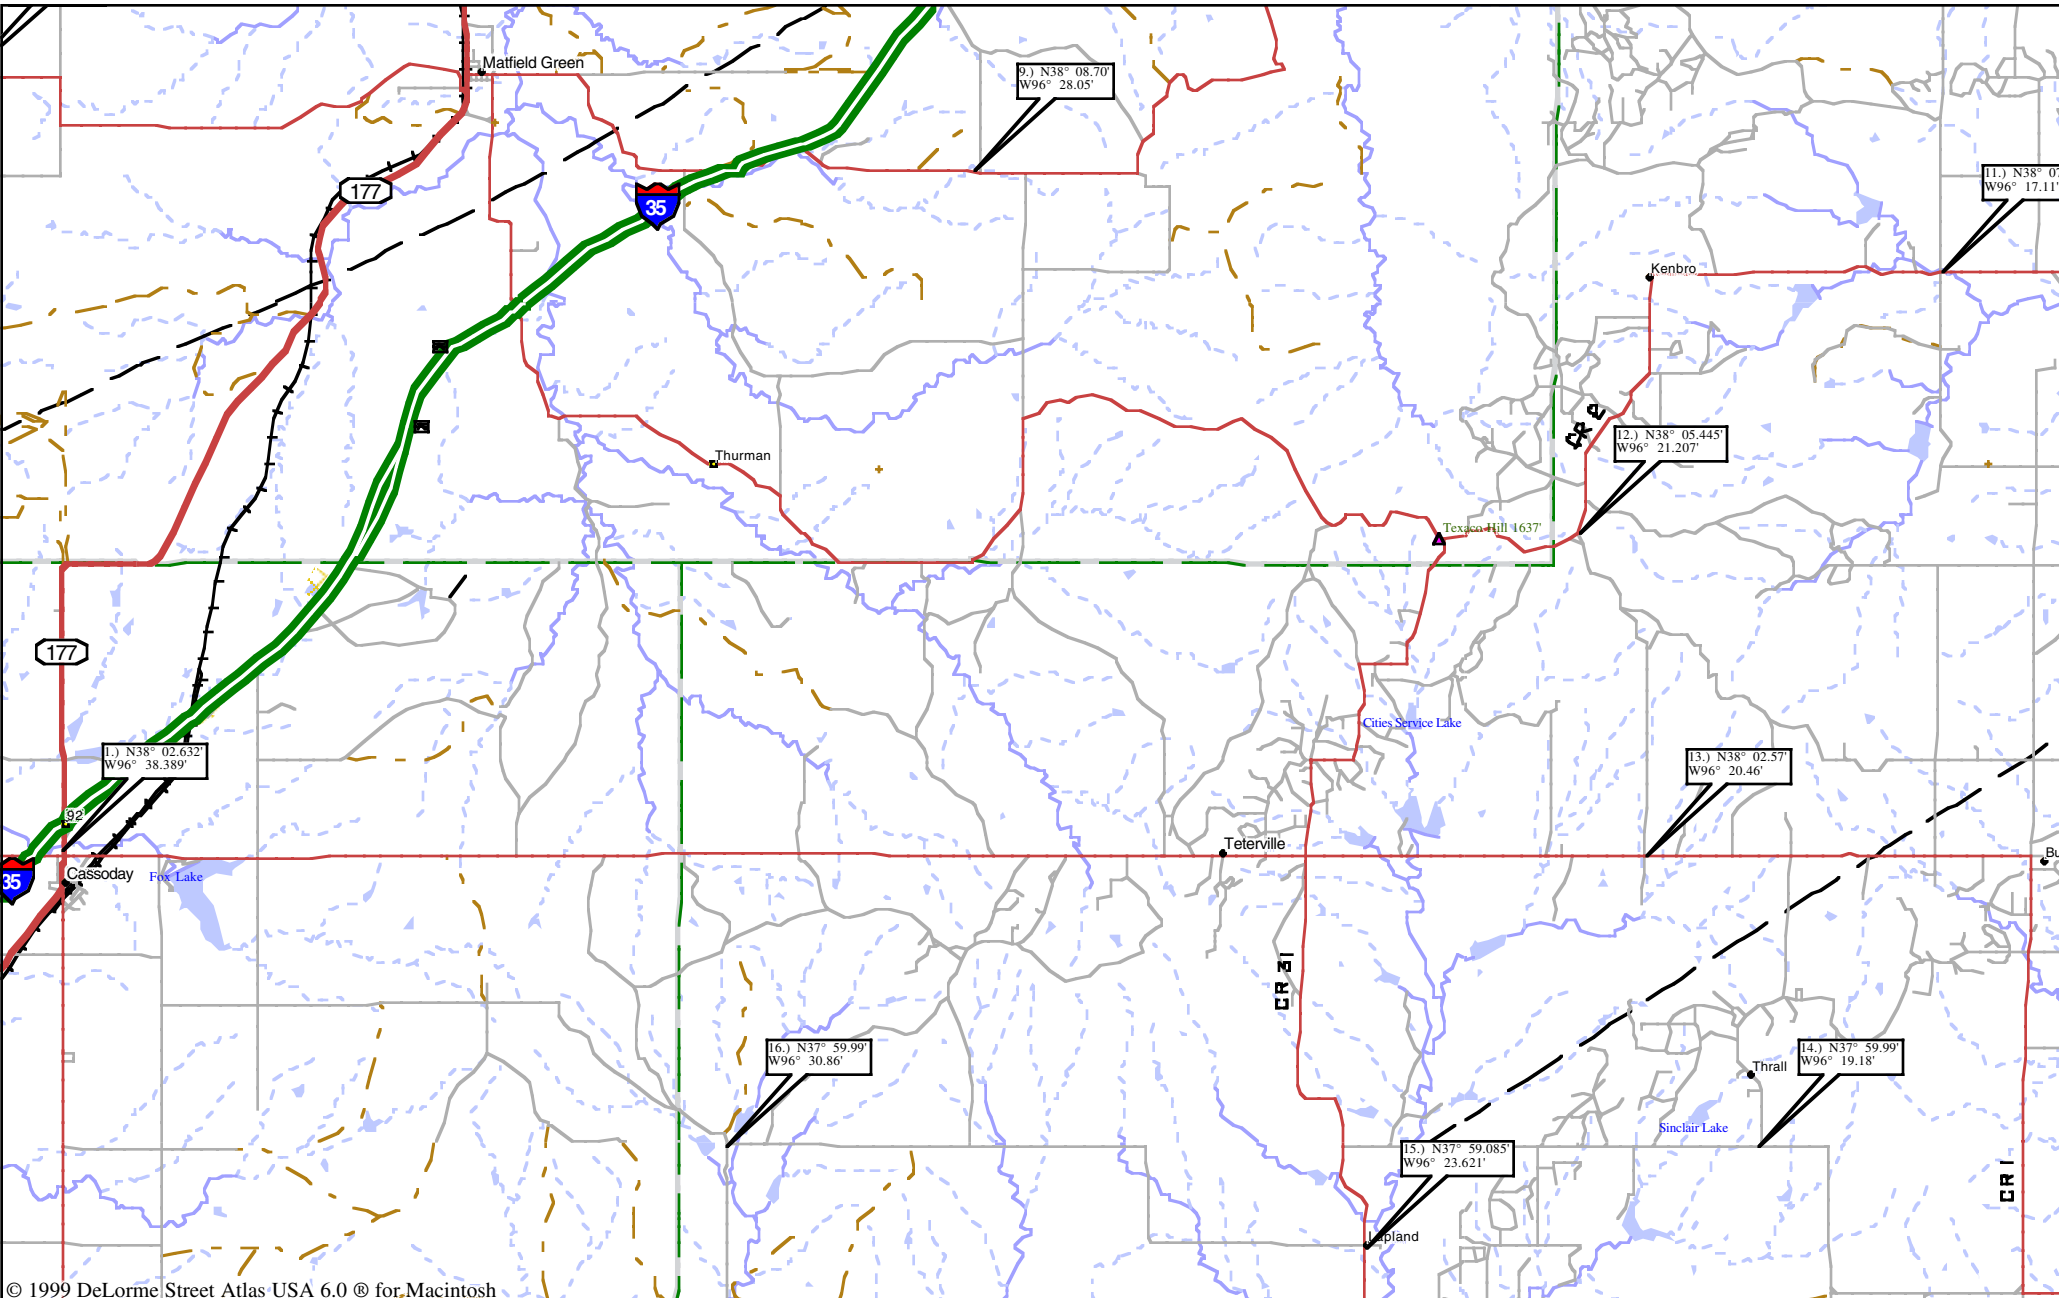 Matfield Green
9.) N38° 08.70'
W96° 28.05'
177
11.) N38° 07
W96° 17.11'
35
Kenbro
CR 2
12.) N38° 05.445'
W96° 21.207'
Thurman
Texaco Hill 1637'
177
Cities Service Lake
1.) N38° 02.632'
W96° 38.389'
13.) N38° 02.57'
W96° 20.46'
92
Teterville
Bu
35
Cassoday
Fox Lake
CR 31
16.) N37° 59.99'
W96° 30.86'
14.) N37° 59.99'
W96° 19.18'
Thrall
Sinclair Lake
15.) N37° 59.085'
W96° 23.621'
CR 1
Lapland
© 1999 DeLorme Street Atlas USA 6.0 ® for Macintosh